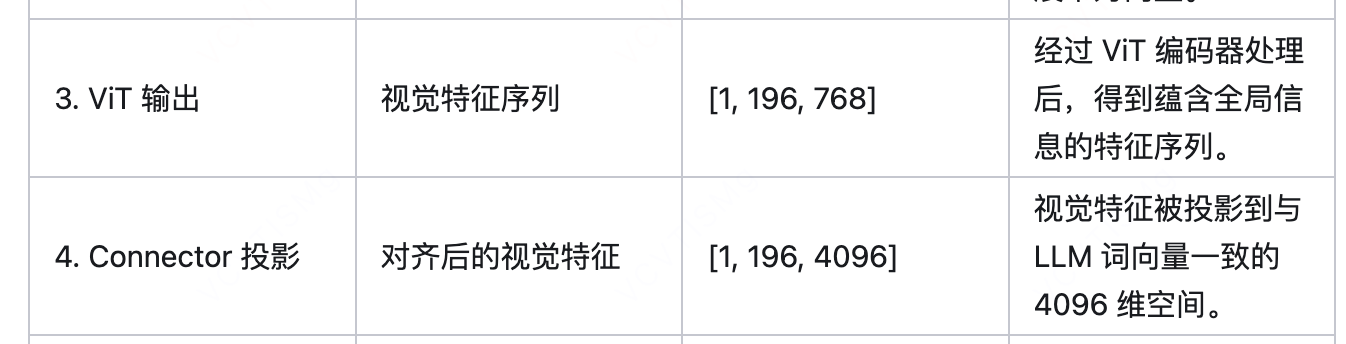 3. ViT 输出
视觉特征序列
[1, 196, 768]
经过 ViT 编码器处理
后，得到蕴含全局信
息的特征序列。
4. Connector 投影
对齐后的视觉特征
[1, 196, 4096]
视觉特征被投影到与
LLM 词向量一致的
4096 维空间。